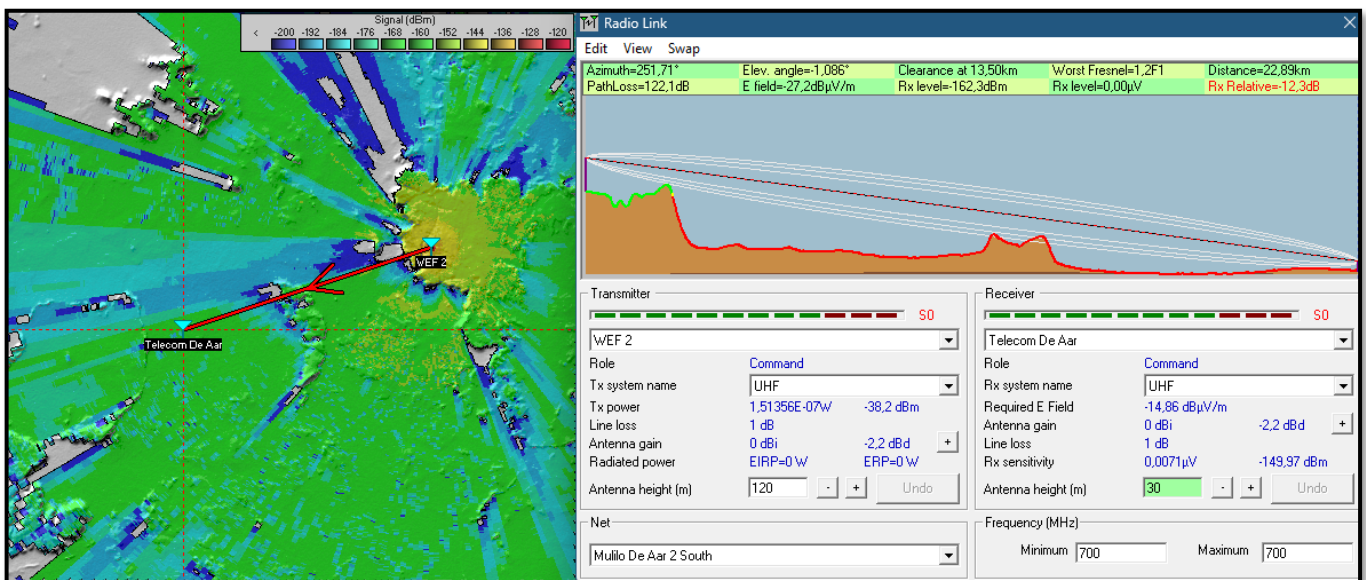 Signal (dBm)
< -200 -192 -184 -176 -168 -160 -152 -144 -136 -128 -120
WEF 2
Telecom De Aar
Radio Link
Edit View Swap
Azimuth=251,71° Elev. angle=-1,086° Clearance at 13,50km Worst Fresnel=1,2F1 Distance=22,89km
PathLoss=122,1dB E field=-27,2dBµV/m Rx level=-162,3dBm Rx level=0,00µV Rx Relative=-12,3dB
Transmitter
S0
WEF 2
Role Command
Tx system name UHF
Tx power 1,51356E-07W -38,2 dBm
Line loss 1 dB
Antenna gain 0 dBi -2,2 dBd +
Radiated power EIRP=0 W ERP=0 W
Antenna height (m) 120 - + Undo
Net
Mulilo De Aar 2 South
Receiver
S0
Telecom De Aar
Role Command
Rx system name UHF
Required E Field -14,86 dBµV/m
Antenna gain 0 dBi -2,2 dBd +
Line loss 1 dB
Rx sensitivity 0,0071µV -149,97 dBm
Antenna height (m) 30 - + Undo
Frequency (MHz)
Minimum 700 Maximum 700